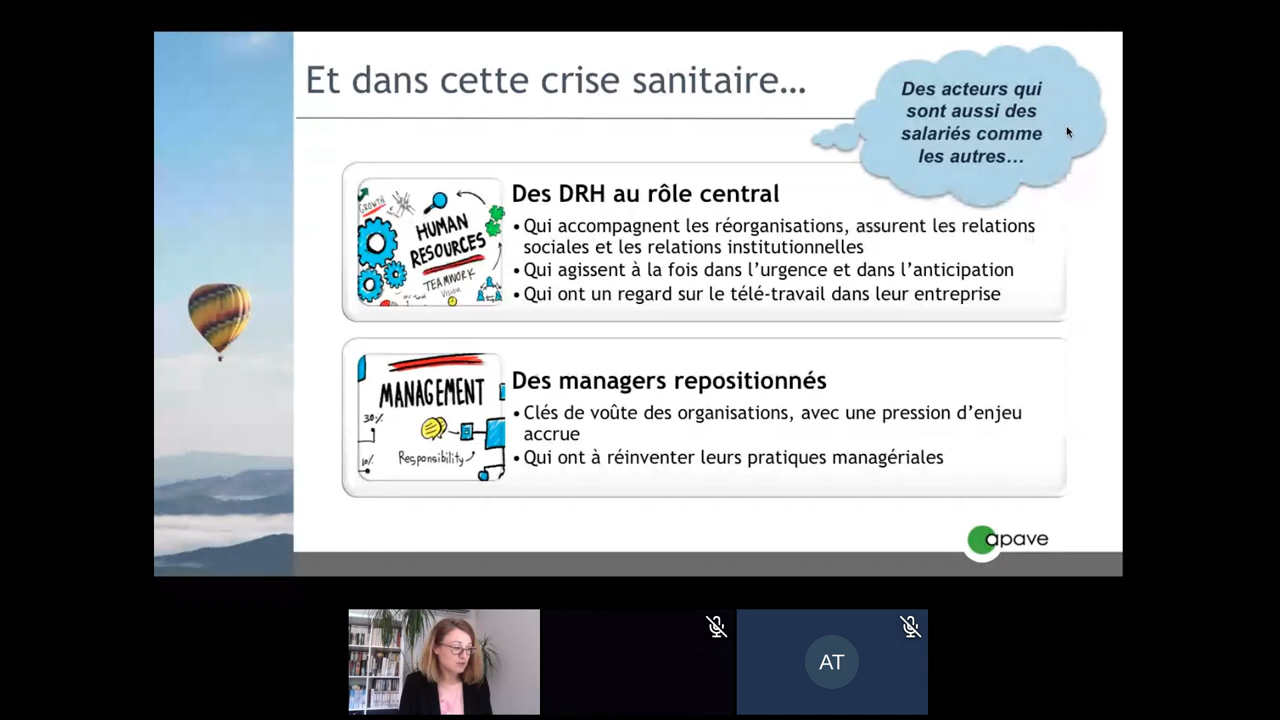 Et dans cette crise sanitaire…
Des acteurs qui
sont aussi des
salariés comme
les autres…
GROWTH
HUMAN
RESOURCES
TEAMWORK
Vision
Des DRH au rôle central
• Qui accompagnent les réorganisations, assurent les relations
sociales et les relations institutionnelles
• Qui agissent à la fois dans l’urgence et dans l’anticipation
• Qui ont un regard sur le télé-travail dans leur entreprise
MANAGEMENT
30%
10%
Responsibility
Des managers repositionnés
• Clés de voûte des organisations, avec une pression d’enjeu
accrue
• Qui ont à réinventer leurs pratiques managériales
apave
AT